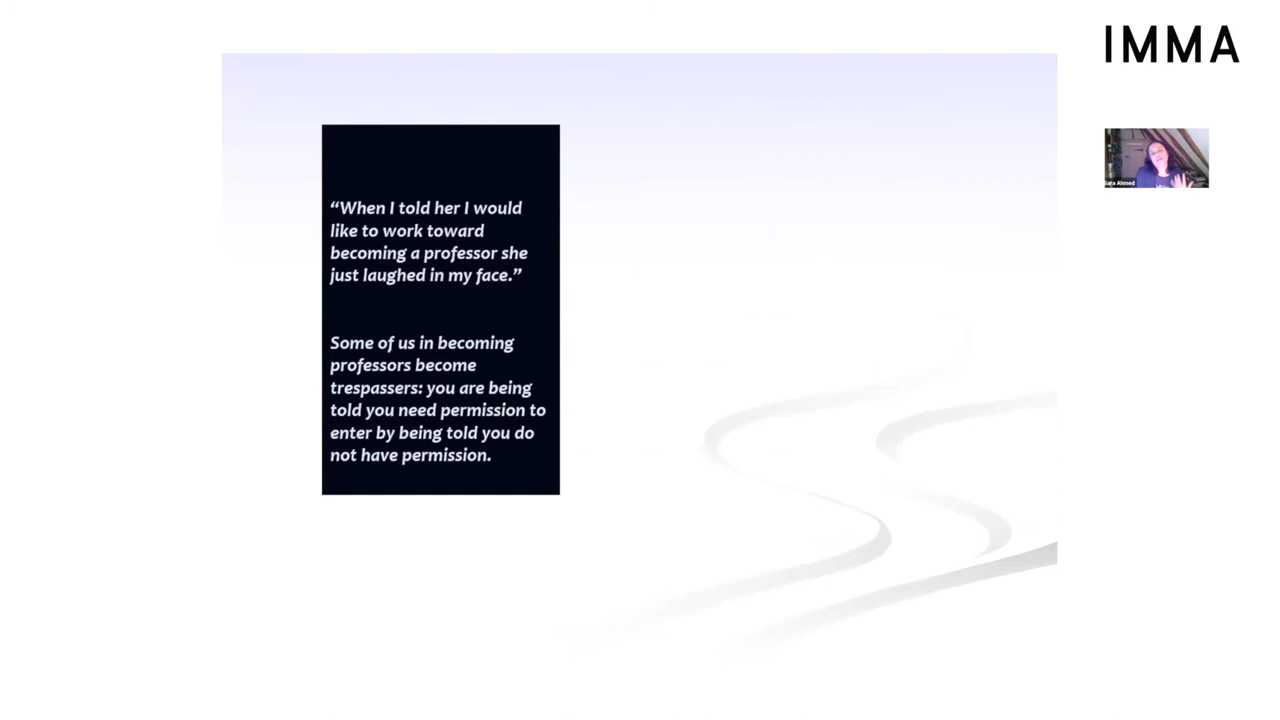 IMMA
Sara Ahmed
“When I told her I would
like to work toward
becoming a professor she
just laughed in my face.”
Some of us in becoming
professors become
trespassers: you are being
told you need permission to
enter by being told you do
not have permission.